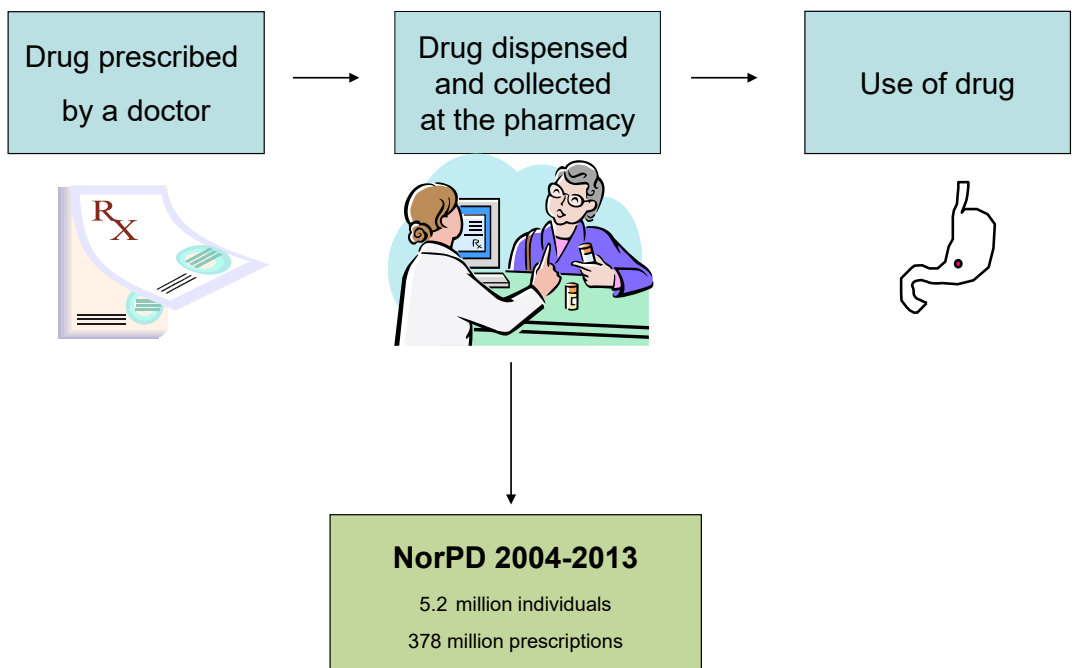 Drug prescribed
by a doctor
Drug dispensed
and collected
at the pharmacy
Use of drug
Rx
Rx
NorPD 2004-2013
5.2 million individuals
378 million prescriptions